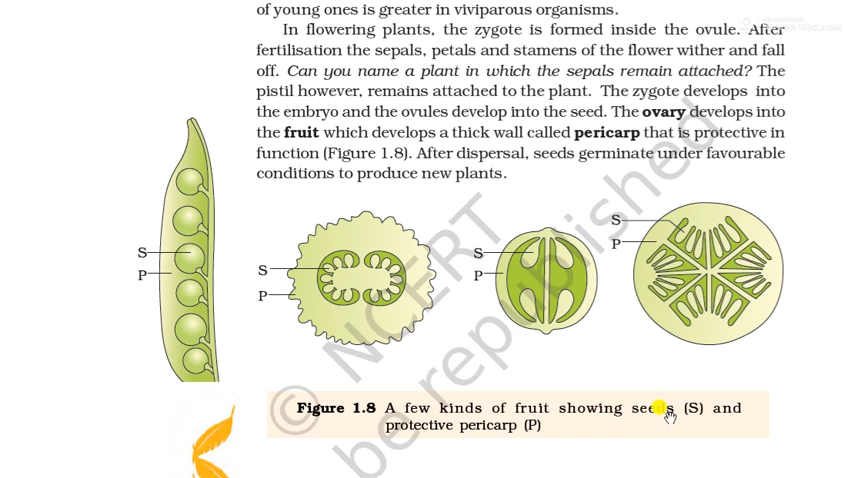 of young ones is greater in viviparous organisms.
In flowering plants, the zygote is formed inside the ovule. After
fertilisation the sepals, petals and stamens of the flower wither and fall
off. Can you name a plant in which the sepals remain attached? The
pistil however, remains attached to the plant. The zygote develops into
the embryo and the ovules develop into the seed. The ovary develops into
the fruit which develops a thick wall called pericarp that is protective in
function (Figure 1.8). After dispersal, seeds germinate under favourable
conditions to produce new plants.
S
P
S
P
S
P
S
P
© NCERT
be republished
Figure 1.8 A few kinds of fruit showing seeds (S) and
protective pericarp (P)